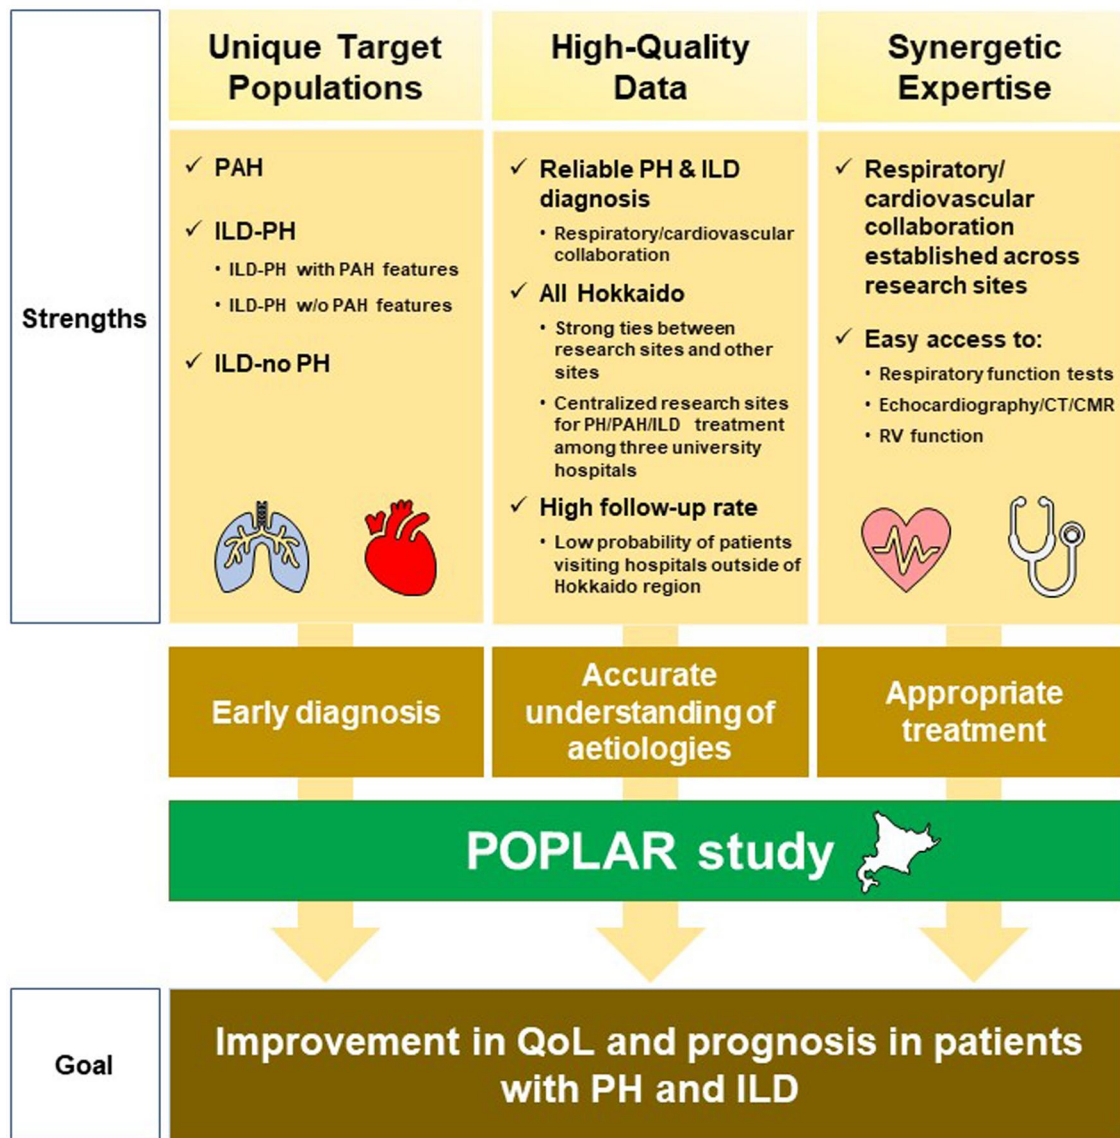 Strengths
Unique Target
Populations
✓ PAH
✓ ILD-PH
• ILD-PH with PAH features
• ILD-PH w/o PAH features
✓ ILD-no PH
High-Quality
Data
✓ Reliable PH & ILD
diagnosis
• Respiratory/cardiovascular
collaboration
✓ All Hokkaido
• Strong ties between
research sites and other
sites
• Centralized research sites
for PH/PAH/ILD treatment
among three university
hospitals
✓ High follow-up rate
• Low probability of patients
visiting hospitals outside of
Hokkaido region
Synergetic
Expertise
✓ Respiratory/
cardiovascular
collaboration
established across
research sites
✓ Easy access to:
• Respiratory function tests
• Echocardiography/CT/CMR
• RV function
Early diagnosis
Accurate
understanding of
aetiologies
Appropriate
treatment
POPLAR study
Goal
Improvement in QoL and prognosis in patients
with PH and ILD